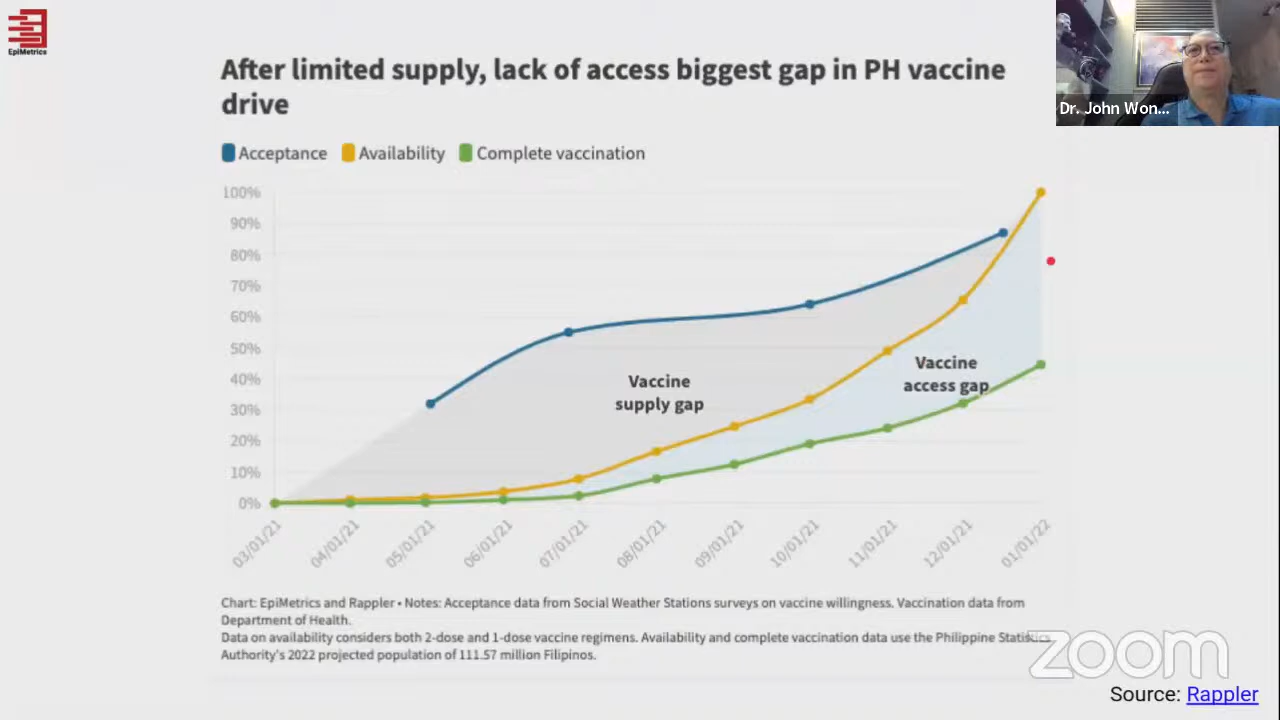 EpiMetrics
Dr. John Won...
After limited supply, lack of access biggest gap in PH vaccine
drive
Acceptance Availability Complete vaccination
100%
90%
80%
70%
60%
50%
40%
30%
20%
10%
0%
Vaccine
supply gap
Vaccine
access gap
03/01/21 04/01/21 05/01/21 06/01/21 07/01/21 08/01/21 09/01/21 10/01/21 11/01/21 12/01/21 01/01/22
Chart: EpiMetrics and Rappler • Notes: Acceptance data from Social Weather Stations surveys on vaccine willingness. Vaccination data from
Department of Health.
Data on availability considers both 2-dose and 1-dose vaccine regimens. Availability and complete vaccination data use the Philippine Statistics
Authority's 2022 projected population of 111.57 million Filipinos.
zoom
Source: Rappler